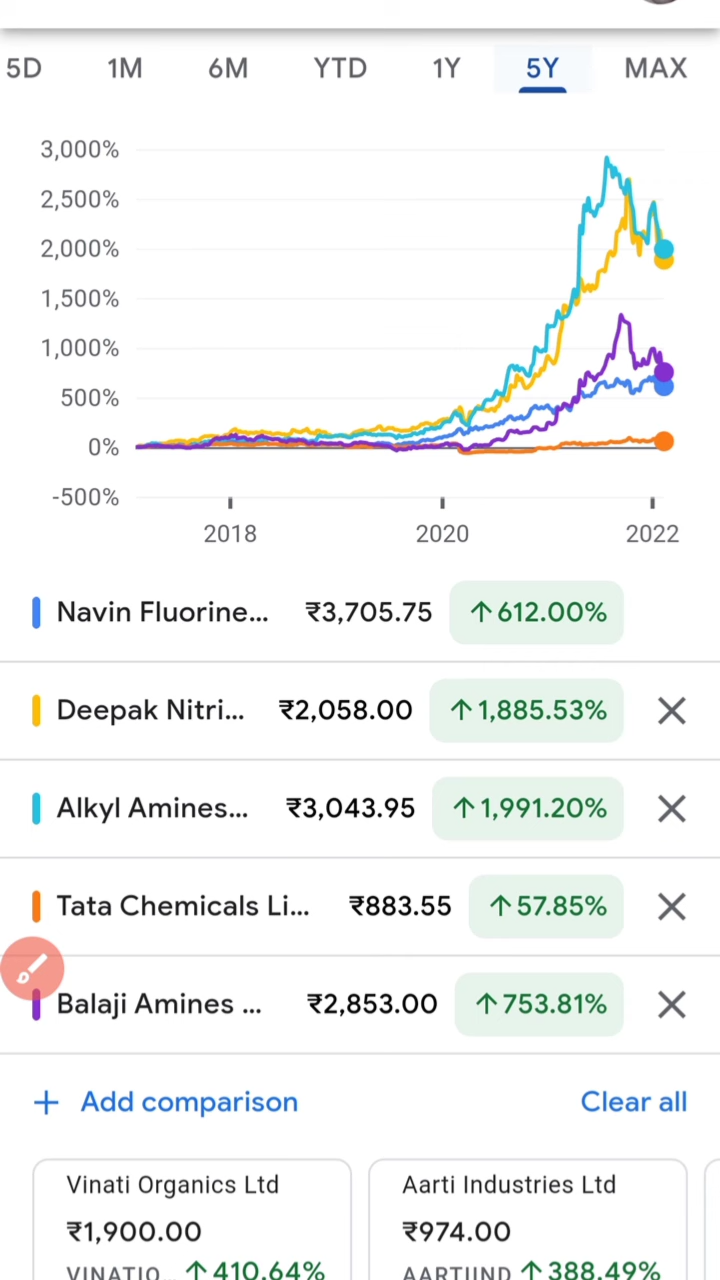 5D 1M 6M YTD 1Y 5Y MAX
3,000%
2,500%
2,000%
1,500%
1,000%
500%
0%
-500%
2018 2020 2022
Navin Fluorine... ₹3,705.75 ↑612.00%
Deepak Nitri... ₹2,058.00 ↑1,885.53%
Alkyl Amines... ₹3,043.95 ↑1,991.20%
Tata Chemicals Li... ₹883.55 ↑57.85%
Balaji Amines ... ₹2,853.00 ↑753.81%
+ Add comparison Clear all
Vinati Organics Ltd Aarti Industries Ltd
₹1,900.00 ₹974.00
VINATIO... ↑410.64% AARTIIND ↑388.49%